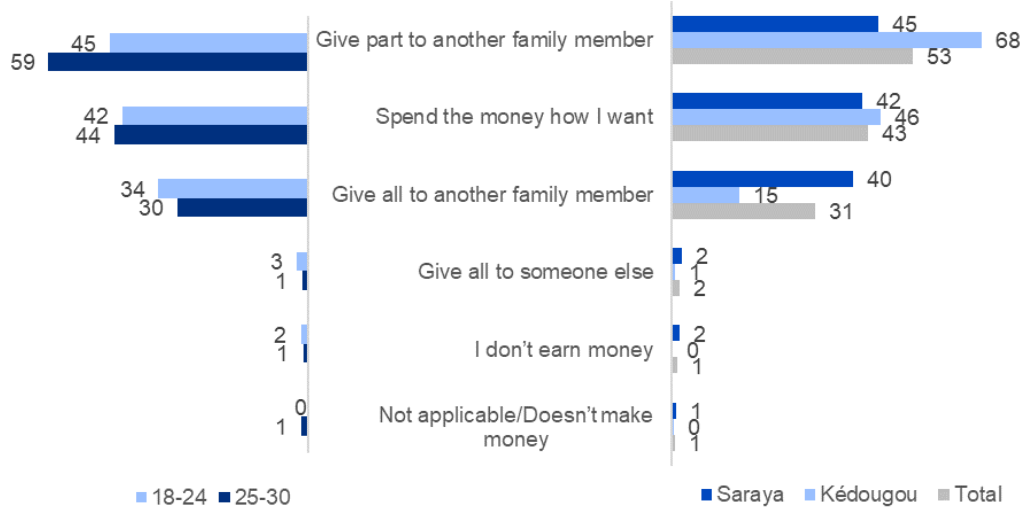 45 Give part to another family member 45
59 68
53
42 Spend the money how I want 42
44 46
43
34 Give all to another family member 40
30 15
31
3 Give all to someone else 2
1 1
2
2 I don’t earn money 2
1 0
1
0 Not applicable/Doesn’t make 1
1 money 0
1
18-24 25-30 Saraya Kédougou Total